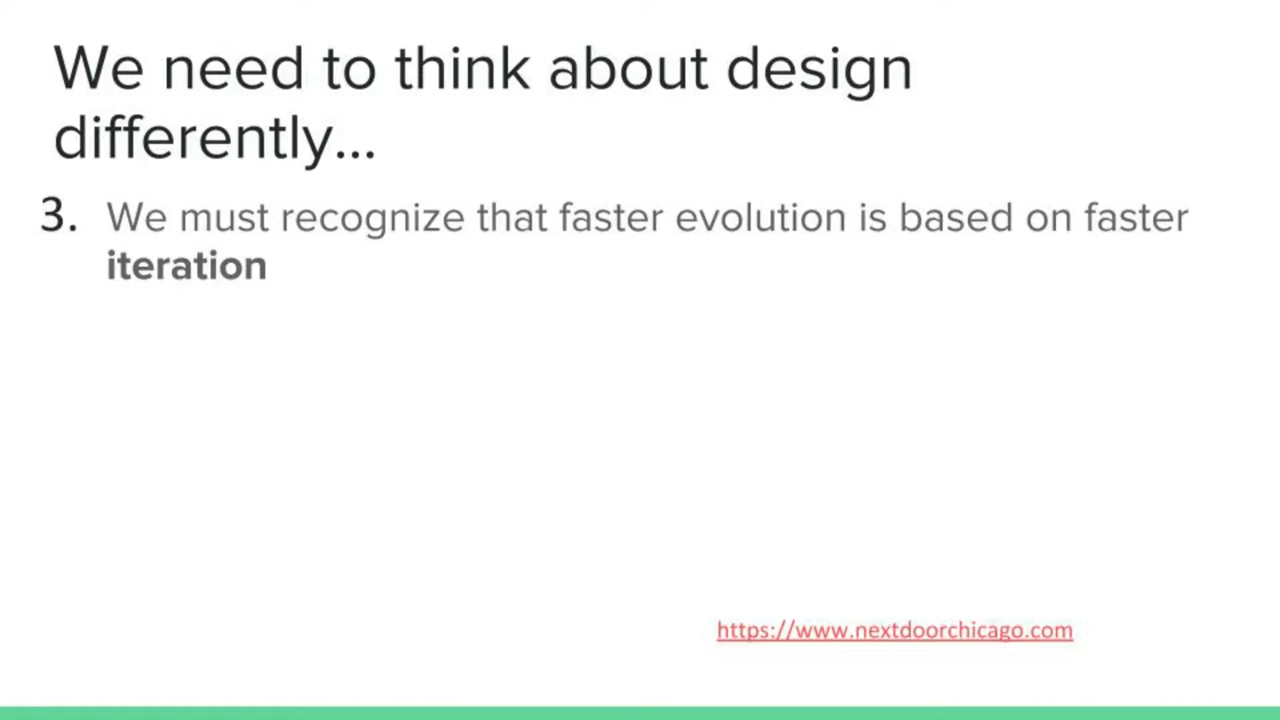 We need to think about design
differently...
3. We must recognize that faster evolution is based on faster
iteration
https://www.nextdoorchicago.com